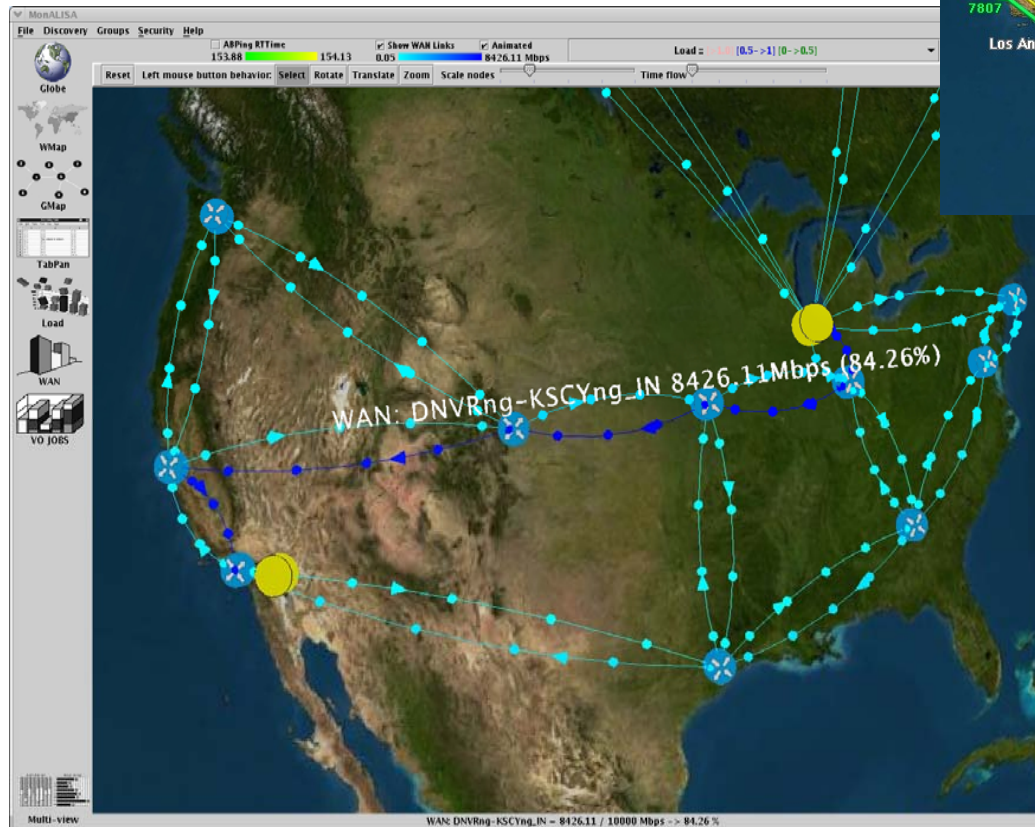 MonALISA
File Discovery Groups Security Help
ABPing RTTime
153.88 154.13
Show WAN Links
Animated
0.05 8426.11 Mbps
Load = [0.5->1] [0->0.5]
Reset Left mouse button behavior: Select Rotate Translate Zoom Scale nodes Time flow
Globe
WMap
GMap
TabPan
Load
WAN
VO JOBS
Multi-view
7807
Los An
WAN: DNVRng-KSCYng_IN 8426.11Mbps (84.26%)
WAN: DNVRng-KSCYng_IN = 8426.11 / 10000 Mbps -> 84.26 %